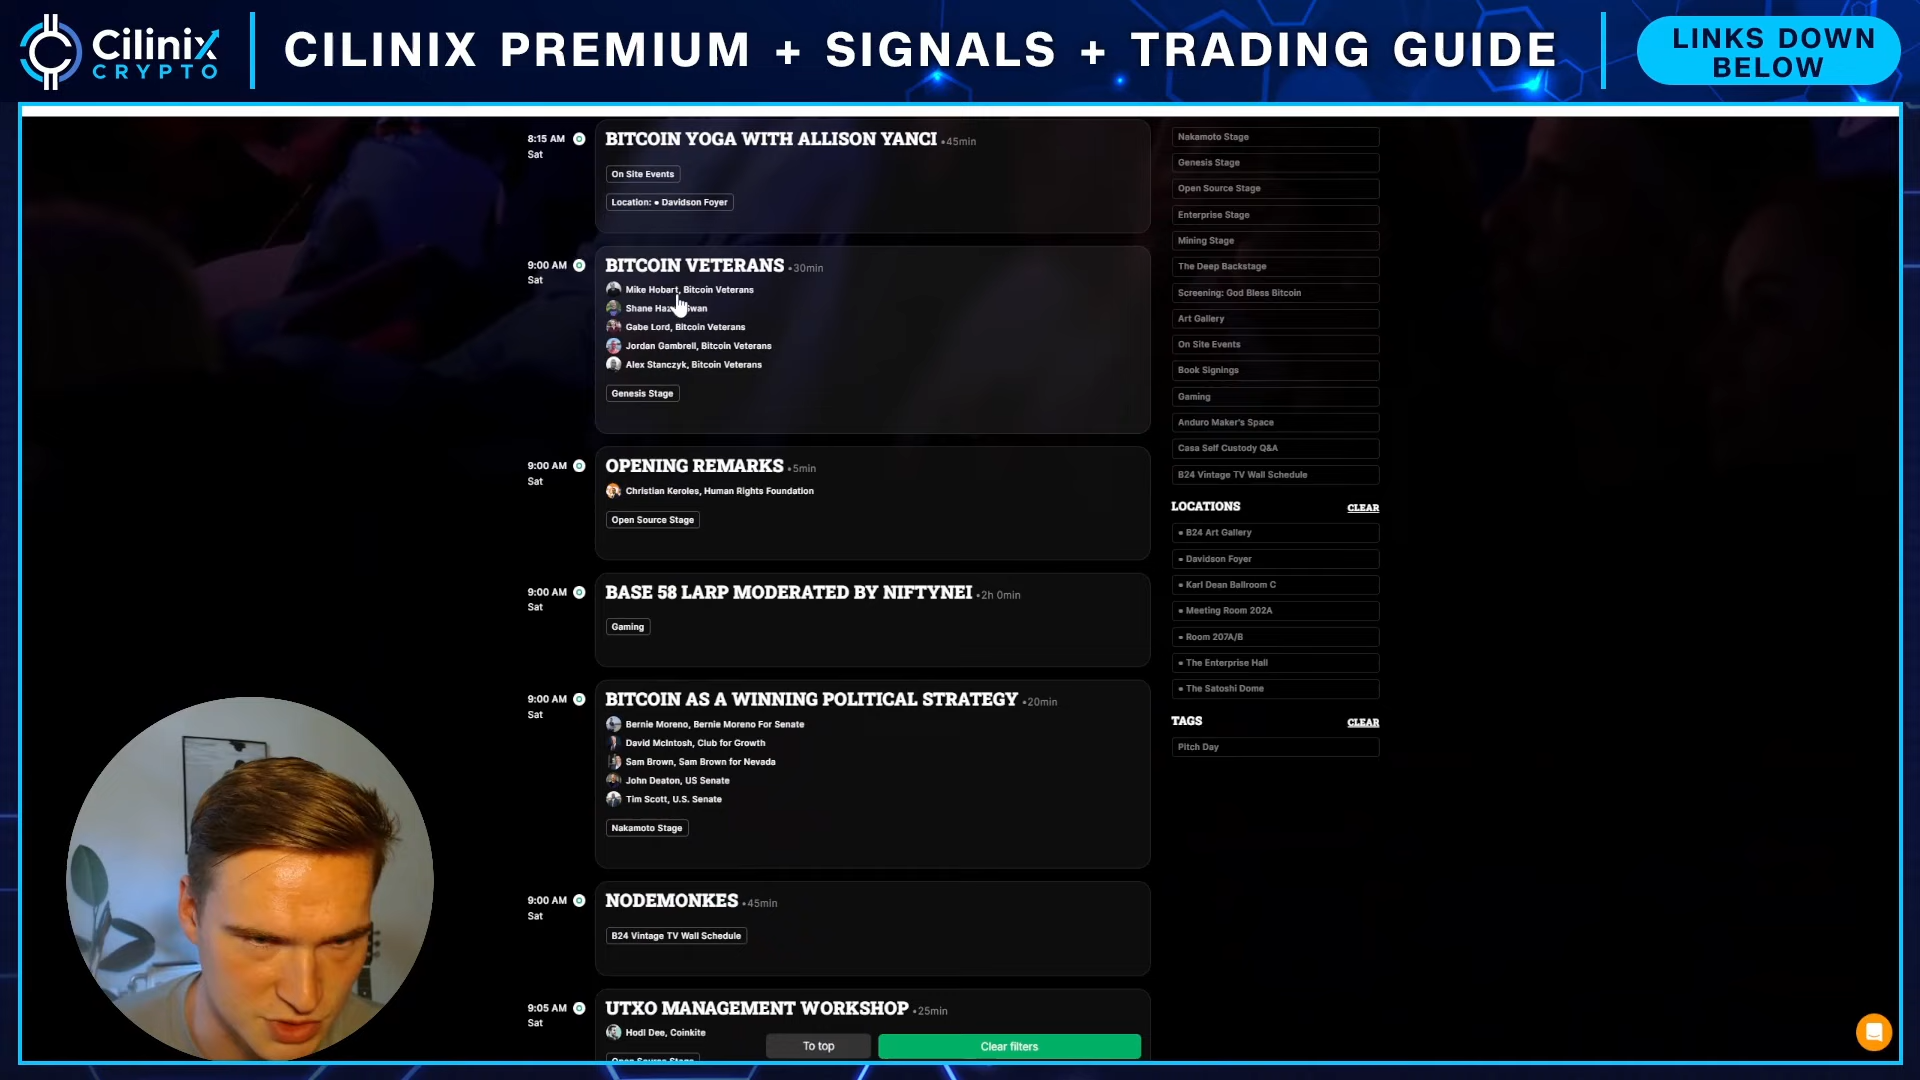 Cilinix
CRYPTO
CILINIX PREMIUM + SIGNALS + TRADING GUIDE
LINKS DOWN
BELOW
8:15 AM
Sat
BITCOIN YOGA WITH ALLISON YANCI •45min
On Site Events
Location: • Davidson Foyer
9:00 AM
Sat
BITCOIN VETERANS •30min
Mike Hobart, Bitcoin Veterans
Shane
Gabe Lord, Bitcoin Veterans
Jordan Gambrell, Bitcoin Veterans
Alex Stanczyk, Bitcoin Veterans
Genesis Stage
9:00 AM
Sat
OPENING REMARKS •5min
Christian Keroles, Human Rights Foundation
Open Source Stage
9:00 AM
Sat
BASE 58 LARP MODERATED BY NIFTYNEI •2h 0min
Gaming
9:00 AM
Sat
BITCOIN AS A WINNING POLITICAL STRATEGY •20min
Bernie Moreno, Bernie Moreno For Senate
David McIntosh, Club for Growth
Sam Brown, Sam Brown for Nevada
John Deaton, US Senate
Tim Scott, U.S. Senate
Nakamoto Stage
9:00 AM
Sat
NODEMONKES •45min
B24 Vintage TV Wall Schedule
9:05 AM
Sat
UTXO MANAGEMENT WORKSHOP •25min
Hodl Dee, Coinkite
Open Source Stage
To top
Clear filters
Nakamoto Stage
Genesis Stage
Open Source Stage
Enterprise Stage
Mining Stage
The Deep Backstage
Screening: God Bless Bitcoin
Art Gallery
On Site Events
Book Signings
Gaming
Anduro Maker's Space
Casa Self Custody Q&A
B24 Vintage TV Wall Schedule
LOCATIONS
CLEAR
• B24 Art Gallery
• Davidson Foyer
• Karl Dean Ballroom C
• Meeting Room 202A
• Room 207A/B
• The Enterprise Hall
• The Satoshi Dome
TAGS
CLEAR
Pitch Day